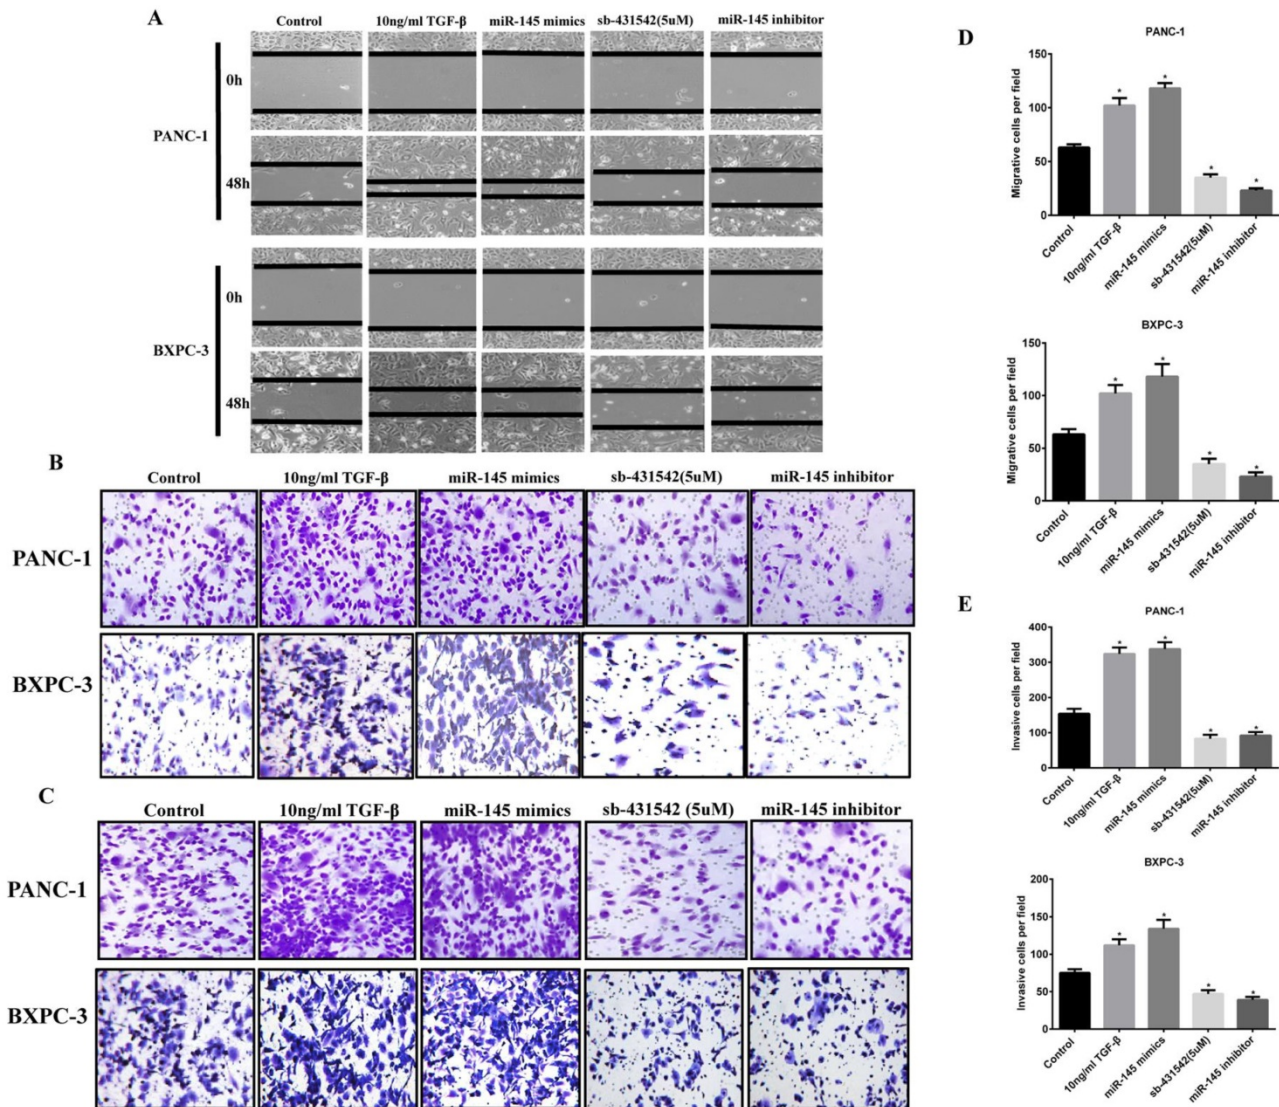 A
Control 10ng/ml TGF-β miR-145 mimics sb-431542(5uM) miR-145 inhibitor
0h
PANC-1
48h
0h
BXPC-3
48h
B
Control 10ng/ml TGF-β miR-145 mimics sb-431542(5uM) miR-145 inhibitor
PANC-1
BXPC-3
C
Control 10ng/ml TGF-β miR-145 mimics sb-431542 (5uM) miR-145 inhibitor
PANC-1
BXPC-3
D
PANC-1
Migrative cells per field
150
100
50
0
* * * *
Control 10ng/ml TGF-β miR-145 mimics sb-431542(5uM) miR-145 inhibitor
BXPC-3
Migrative cells per field
150
100
50
0
* * * *
Control 10ng/ml TGF-β miR-145 mimics sb-431542(5uM) miR-145 inhibitor
E
PANC-1
Invasive cells per field
400
300
200
100
0
* * * *
Control 10ng/ml TGF-β miR-145 mimics sb-431542(5uM) miR-145 inhibitor
BXPC-3
Invasive cells per field
200
150
100
50
0
* * * *
Control 10ng/ml TGF-β miR-145 mimics sb-431542(5uM) miR-145 inhibitor